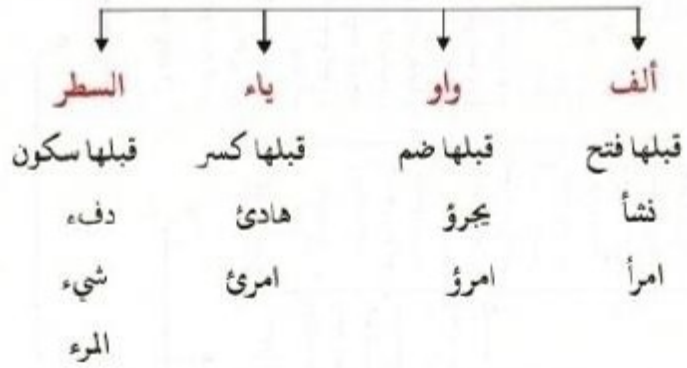 ألف واو ياء السطر
قبلها فتح قبلها ضم قبلها كسر قبلها سكون
نشأ يجرؤ هادئ دفء
امرأ امرؤ امرئ شيء
المرء